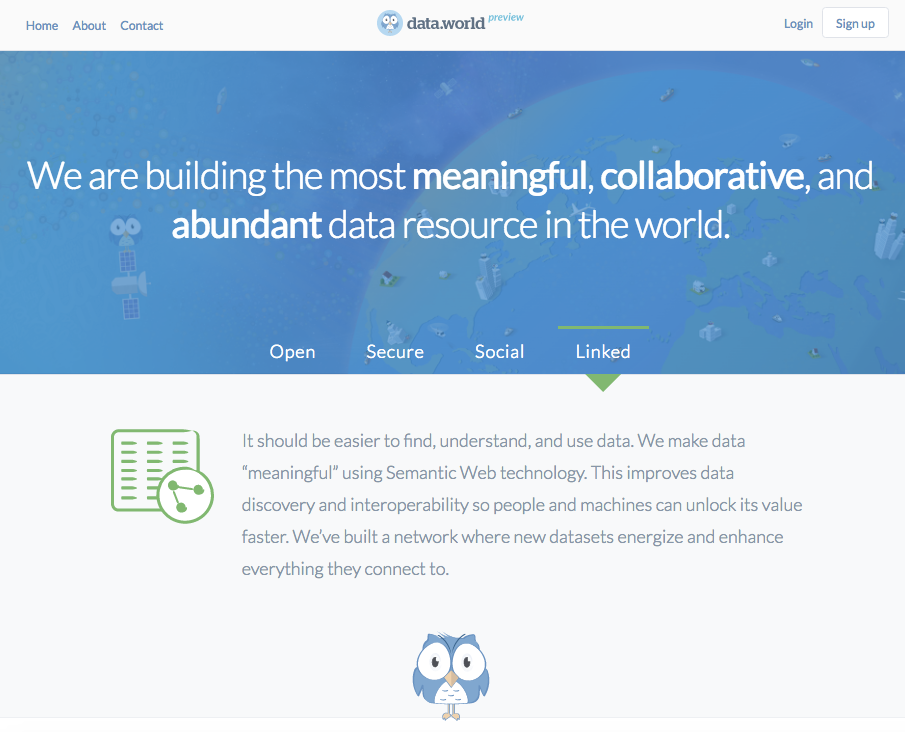 Home About Contact
data.world preview
Login Sign up
We are building the most meaningful, collaborative, and
abundant data resource in the world.
Open Secure Social Linked
It should be easier to find, understand, and use data. We make data
“meaningful” using Semantic Web technology. This improves data
discovery and interoperability so people and machines can unlock its value
faster. We’ve built a network where new datasets energize and enhance
everything they connect to.